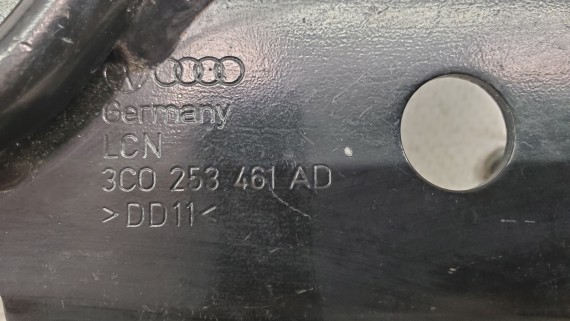 Germany
LCN
3C0 253 461 AD
>DD11<